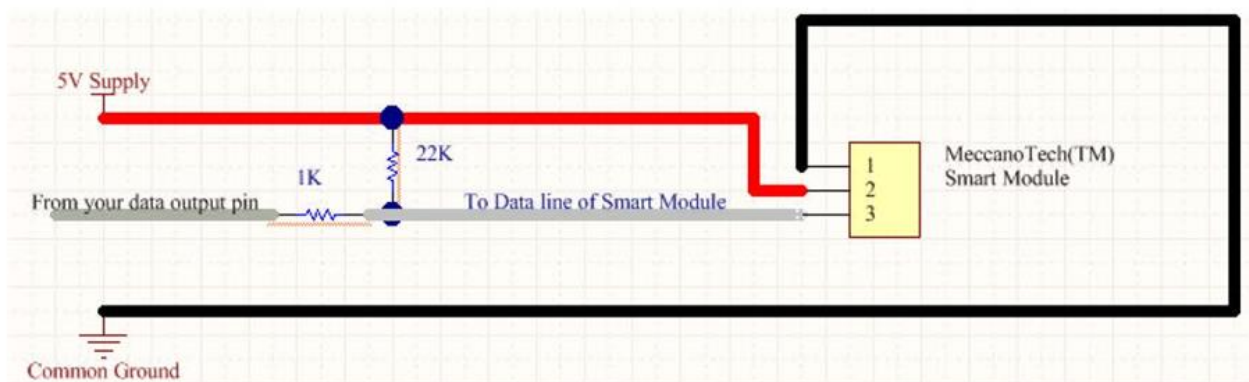 5V Supply
22K
1K
From your data output pin
To Data line of Smart Module
1
2
3
MeccanoTech(TM)
Smart Module
Common Ground